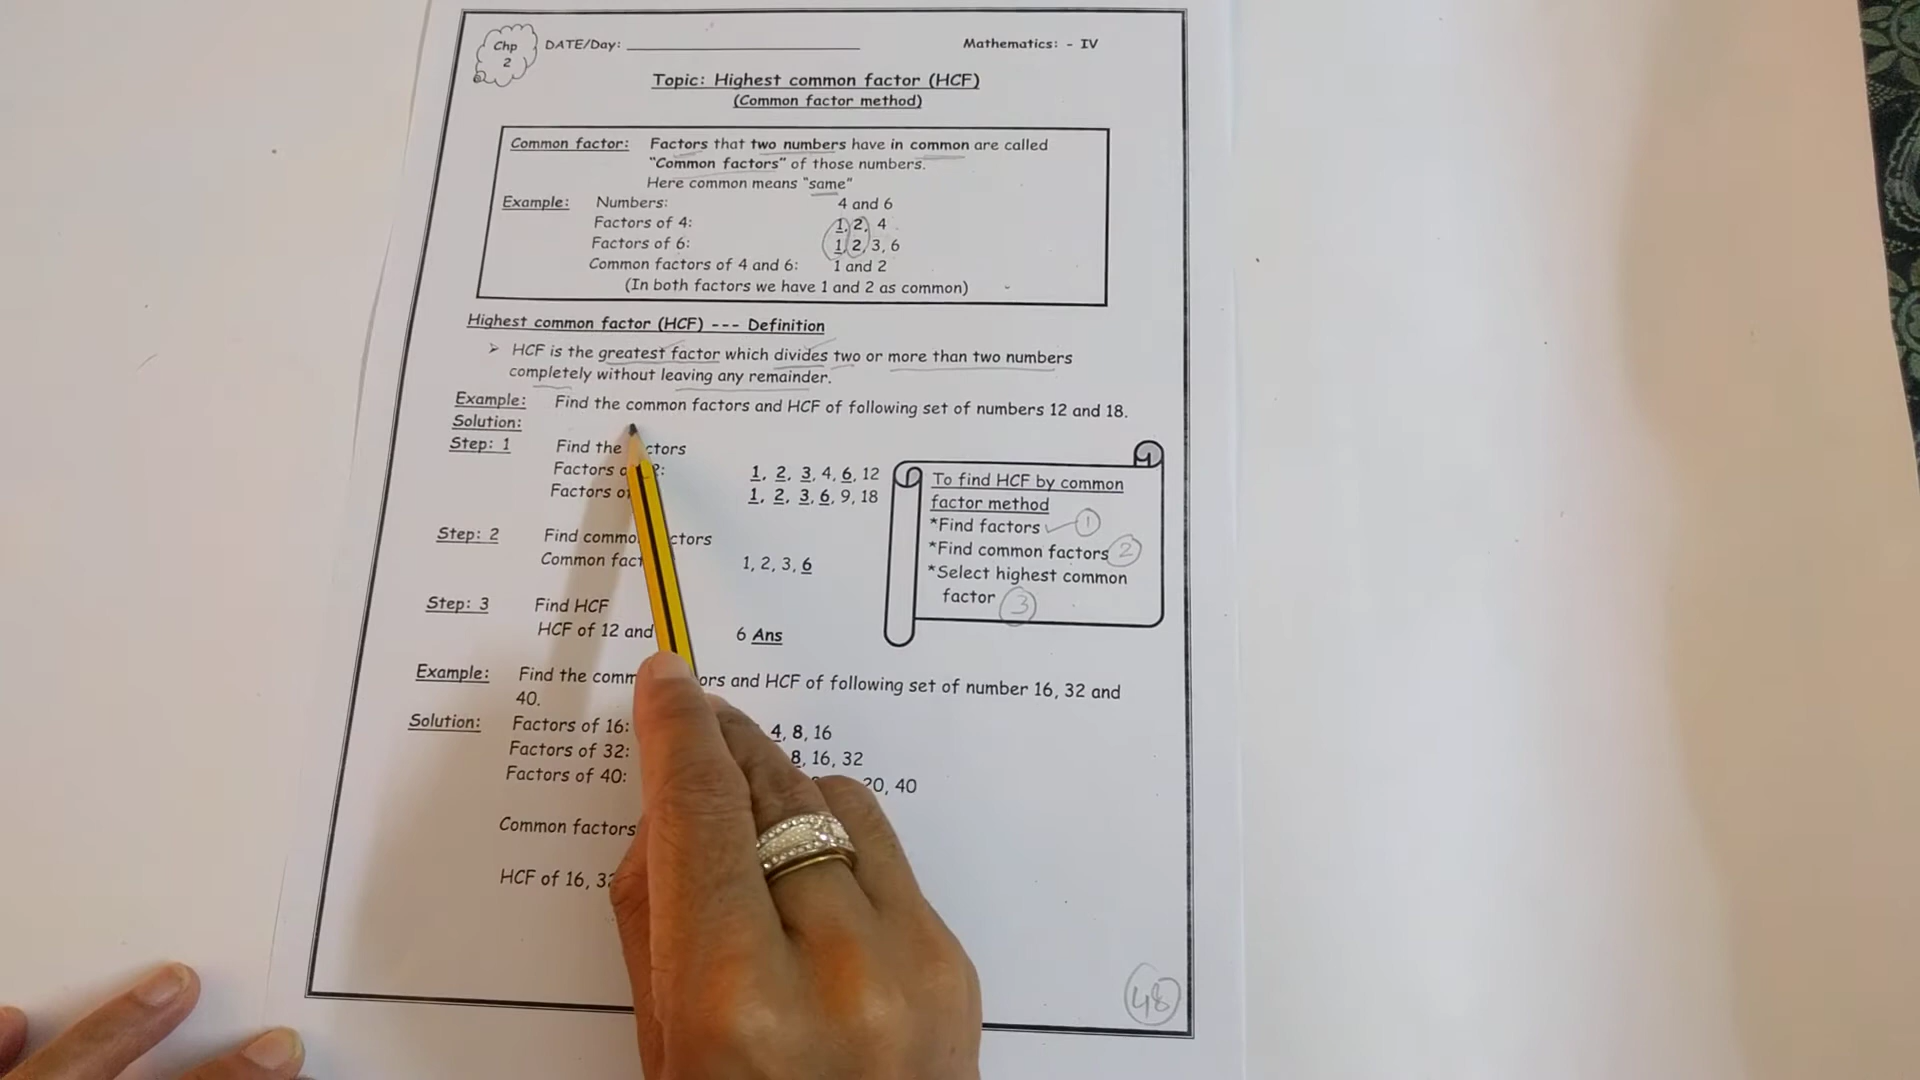 Chp
2
DATE/Day:
Mathematics: - IV
Topic: Highest common factor (HCF)
(Common factor method)
Common factor: Factors that two numbers have in common are called
"Common factors" of those numbers.
Here common means "same"
Example: Numbers: 4 and 6
Factors of 4: 1, 2, 4
Factors of 6: 1, 2, 3, 6
Common factors of 4 and 6: 1 and 2
(In both factors we have 1 and 2 as common)
Highest common factor (HCF) --- Definition
➢ HCF is the greatest factor which divides two or more than two numbers
completely without leaving any remainder.
Example: Find the common factors and HCF of following set of numbers 12 and 18.
Solution:
Step: 1 Find the
Factors 1, 2, 3, 4, 6, 12
Factors 1, 2, 3, 6, 9, 18
Step: 2 Find
1, 2, 3, 6
Step: 3 Find HCF
HCF of 12 and 6 Ans
To find HCF by common
factor method
*Find factors 1
*Find common factors 2
*Select highest common
factor 3
Example: Find the and HCF of following set of number 16, 32 and
40.
Solution: Factors of 16: 4, 8, 16
Factors of 32: 8, 16, 32
Factors of 40: 20, 40
Common factors
HCF of 16,
48